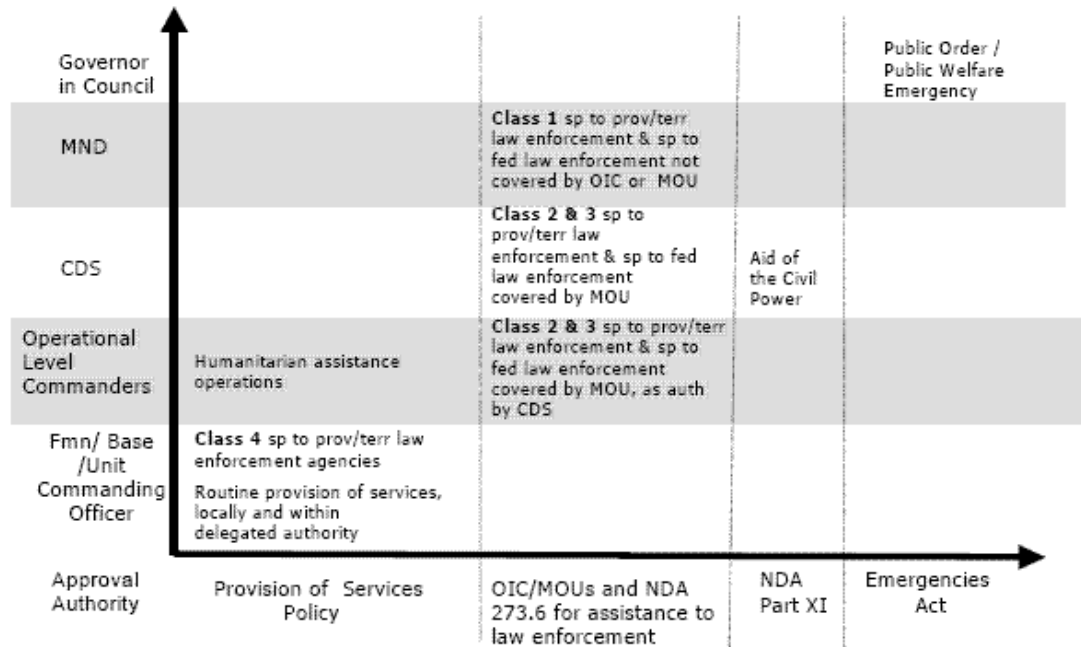 Governor
in Council
Public Order /
Public Welfare
Emergency
MND
Class 1 sp to prov/terr
law enforcement & sp to
fed law enforcement not
covered by OIC or MOU
CDS
Class 2 & 3 sp to
prov/terr law
enforcement & sp to fed
law enforcement
covered by MOU
Aid of
the Civil
Power
Operational
Level
Commanders
Humanitarian assistance
operations
Class 2 & 3 sp to prov/terr
law enforcement & sp to
fed law enforcement
covered by MOU, as auth
by CDS
Fmn/ Base
/Unit
Commanding
Officer
Class 4 sp to prov/terr law
enforcement agencies
Routine provision of services,
locally and within
delegated authority
Approval
Authority
Provision of Services
Policy
OIC/MOUs and NDA
273.6 for assistance to
law enforcement
NDA
Part XI
Emergencies
Act